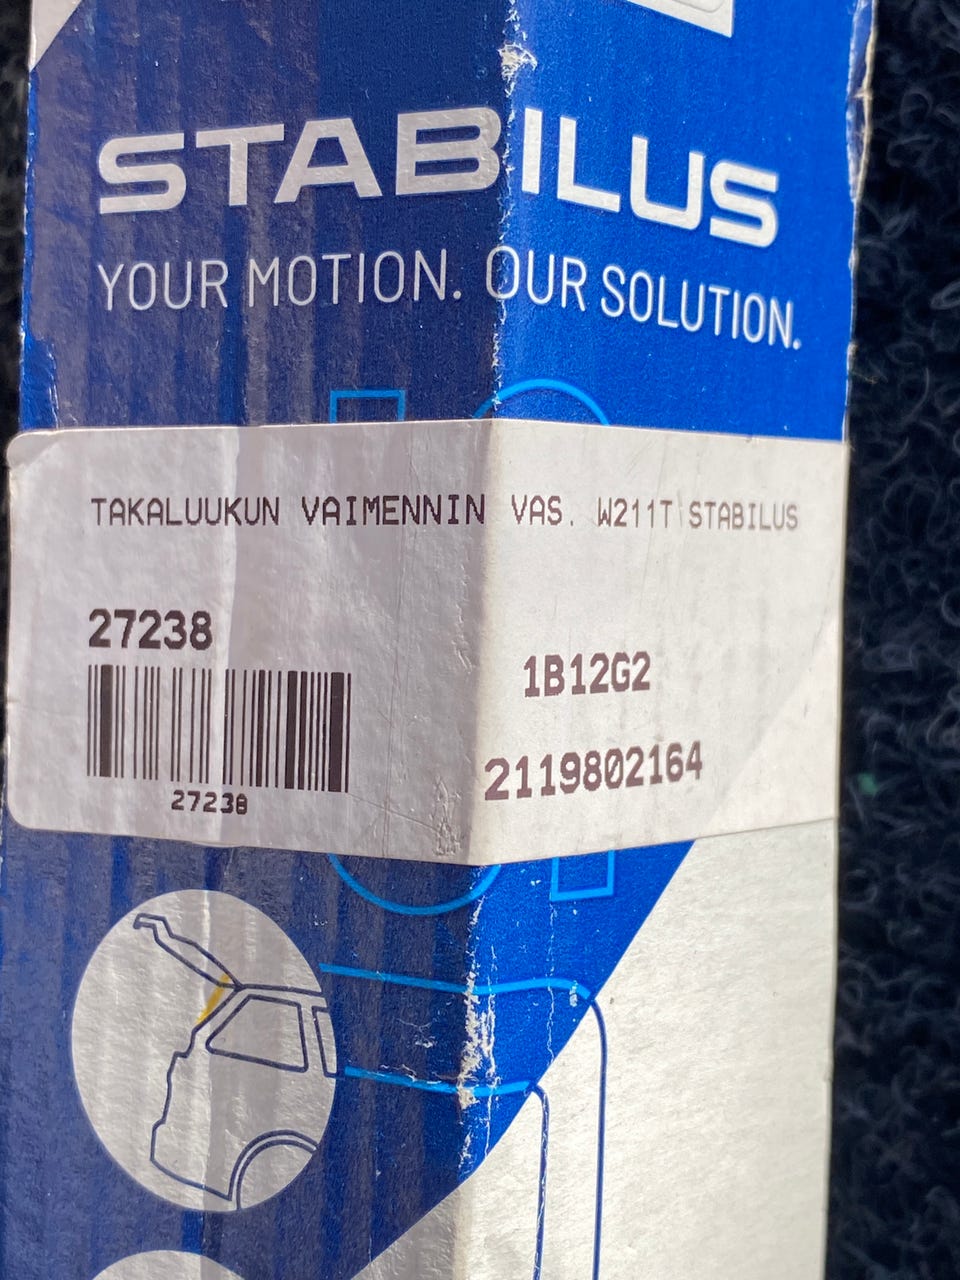 STABILUS
YOUR MOTION. OUR SOLUTION.
TAKALUUKUN VAIMENNIN VAS. W211T STABILUS
27238
1B12G2
2119802164
27238